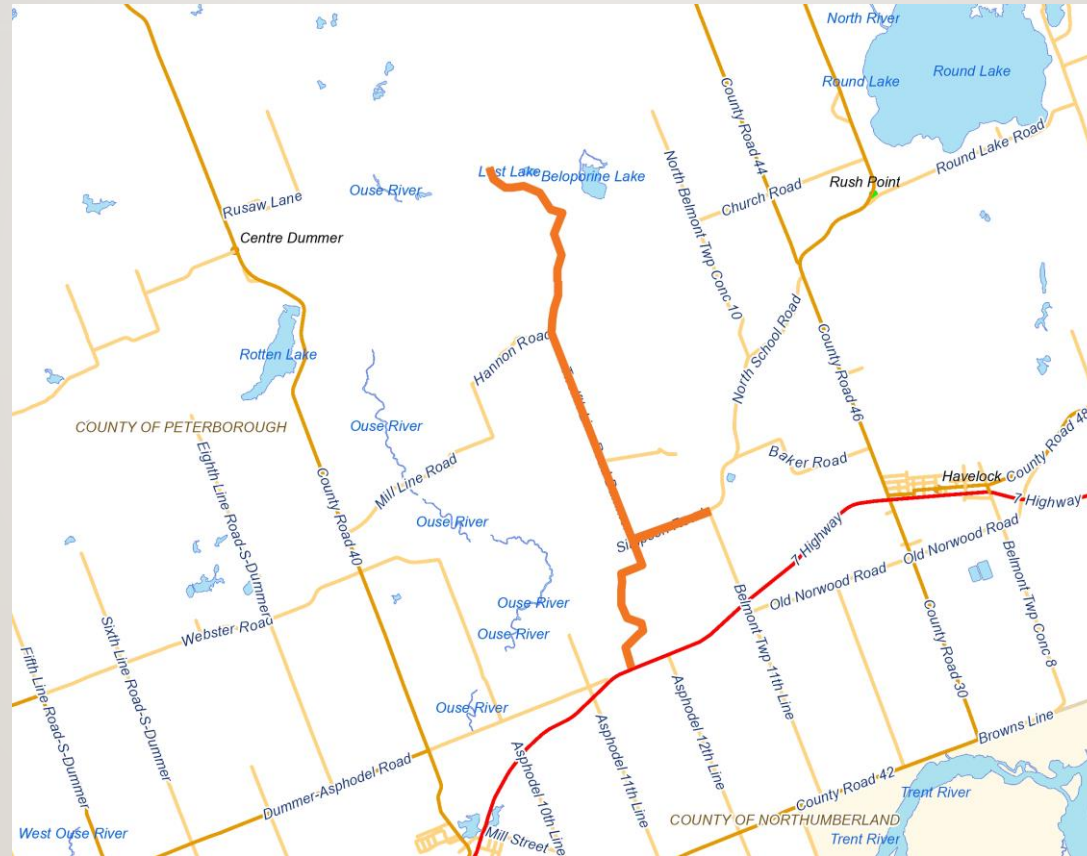 North River
Round Lake
Round Lake
County Road 44
Round Lake Road
Lost Lake
Beloporine Lake
North Belmont Twp Conc 10
Church Road
Rush Point
Ouse River
Rusaw Lane
Centre Dummer
Rotten Lake
Hannon Road
North School Road
County Road 46
COUNTY OF PETERBOROUGH
Ouse River
Eighth Line Road-S-Dummer
County Road 40
Mill Line Road
Baker Road
Havelock
County Road 48
7 Highway
Ouse River
7 Highway
Old Norwood Road
Old Norwood Road
Belmont Twp Conc 8
Ouse River
Ouse River
Webster Road
Sixth Line Road-S-Dummer
Fifth Line Road-S-Dummer
Belmont Twp 11th Line
County Road 30
Asphodel 12th Line
Asphodel 11th Line
Asphodel 10th Line
Ouse River
Browns Line
Dummer-Asphodel Road
County Road 42
Trent River
COUNTY OF NORTHUMBERLAND
Trent River
West Ouse River
Mill Street